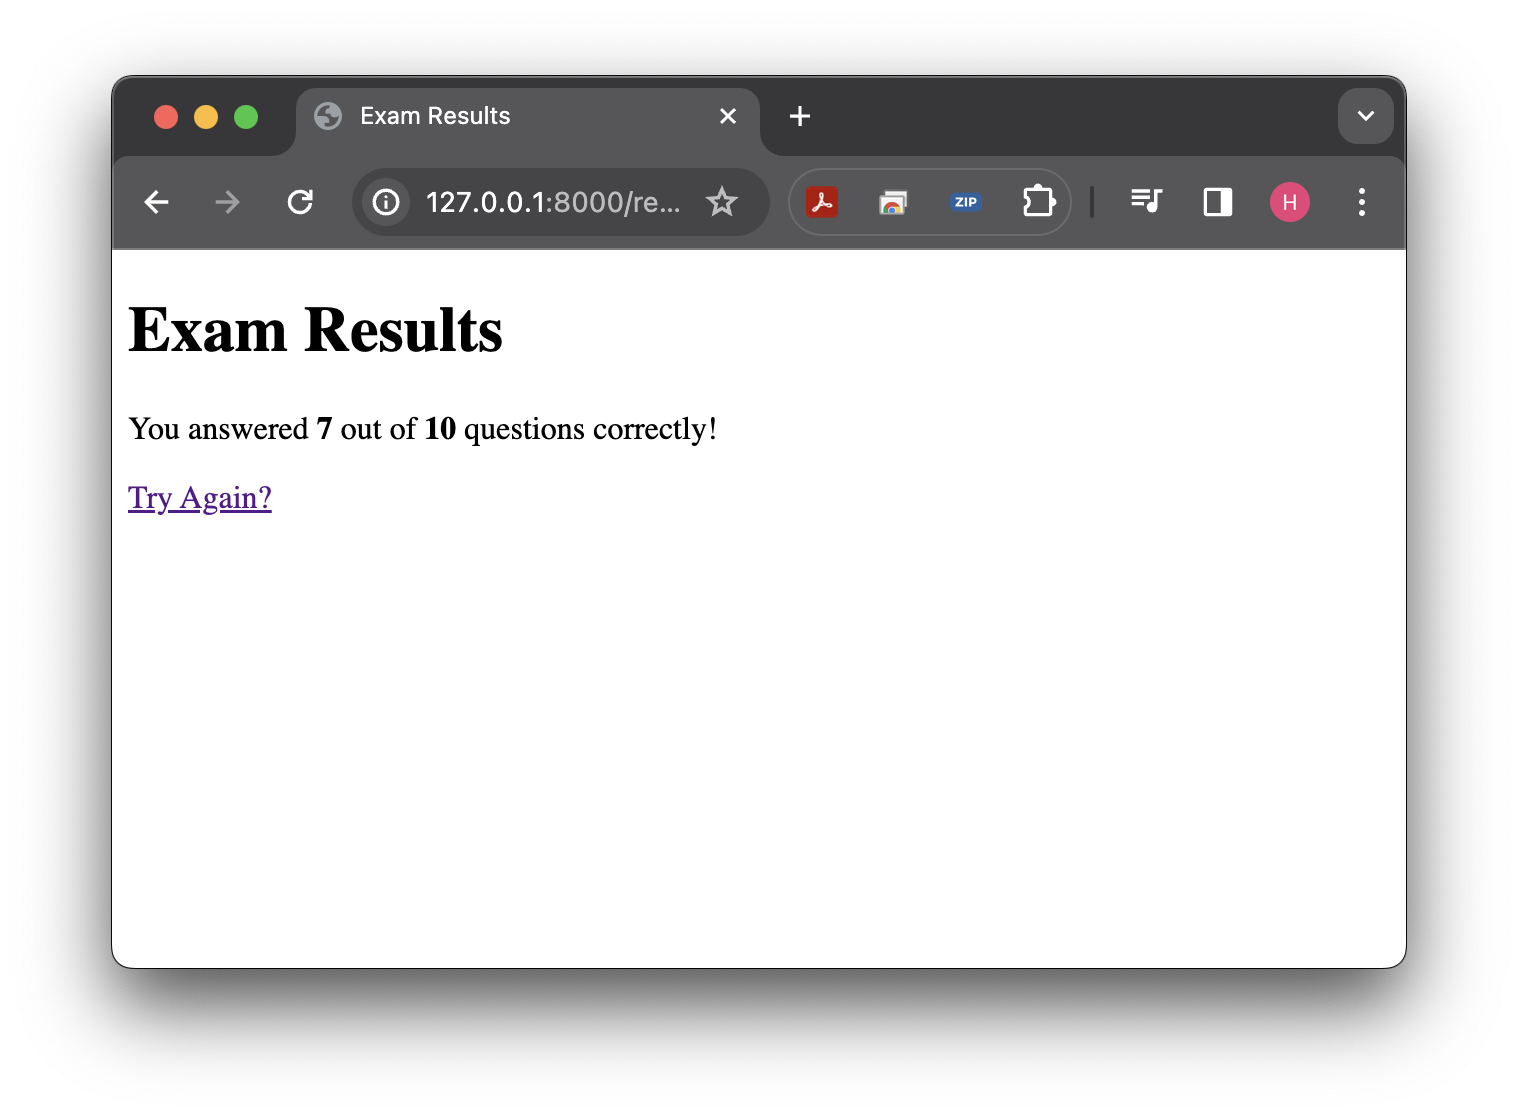 Exam Results
127.0.0.1:8000/re...
ZIP
H
Exam Results
You answered 7 out of 10 questions correctly!
Try Again?